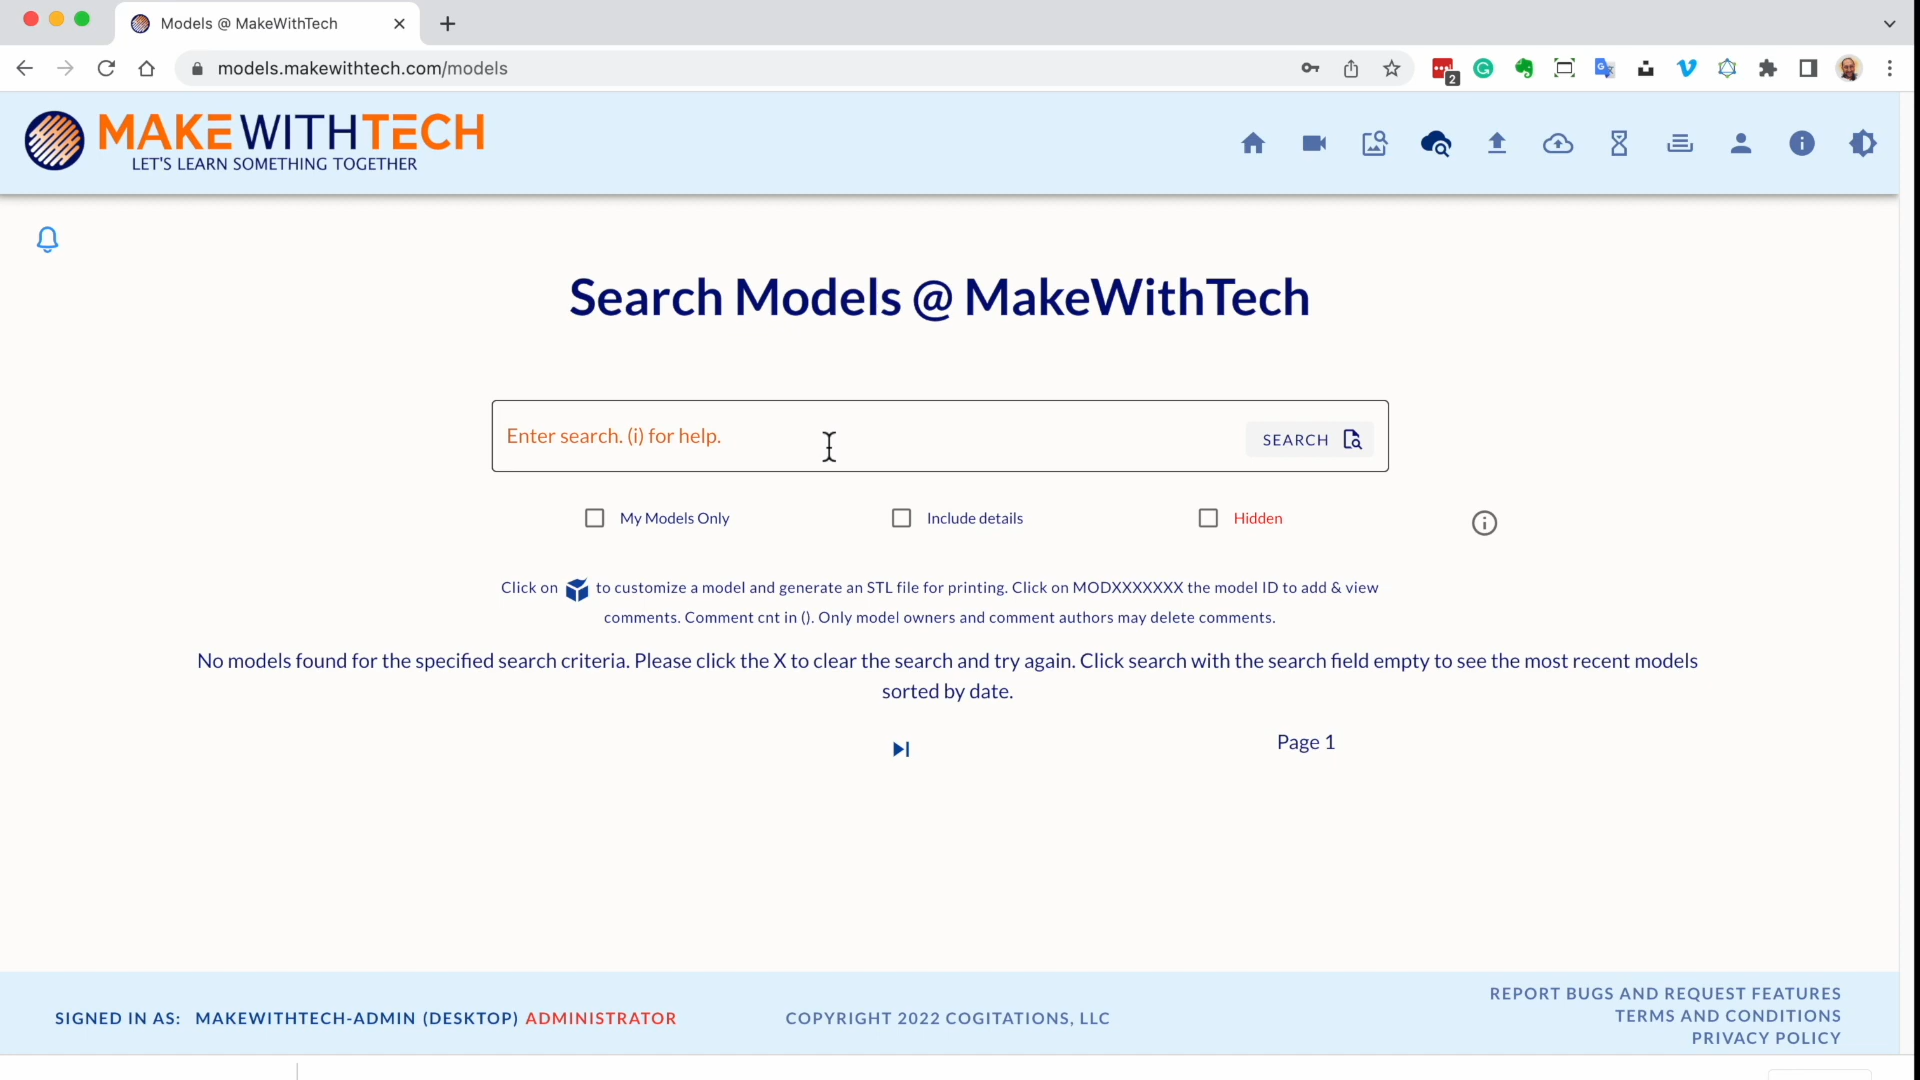 Models @ MakeWithTech
models.makewithtech.com/models
2
MAKEWITHTECH
LET'S LEARN SOMETHING TOGETHER
Search Models @ MakeWithTech
Enter search. (i) for help.
SEARCH
My Models Only
Include details
Hidden
Click on to customize a model and generate an STL file for printing. Click on MODXXXXXXX the model ID to add & view
comments. Comment cnt in (). Only model owners and comment authors may delete comments.
No models found for the specified search criteria. Please click the X to clear the search and try again. Click search with the search field empty to see the most recent models
sorted by date.
Page 1
SIGNED IN AS: MAKEWITHTECH-ADMIN (DESKTOP) ADMINISTRATOR
COPYRIGHT 2022 COGITATIONS, LLC
REPORT BUGS AND REQUEST FEATURES
TERMS AND CONDITIONS
PRIVACY POLICY